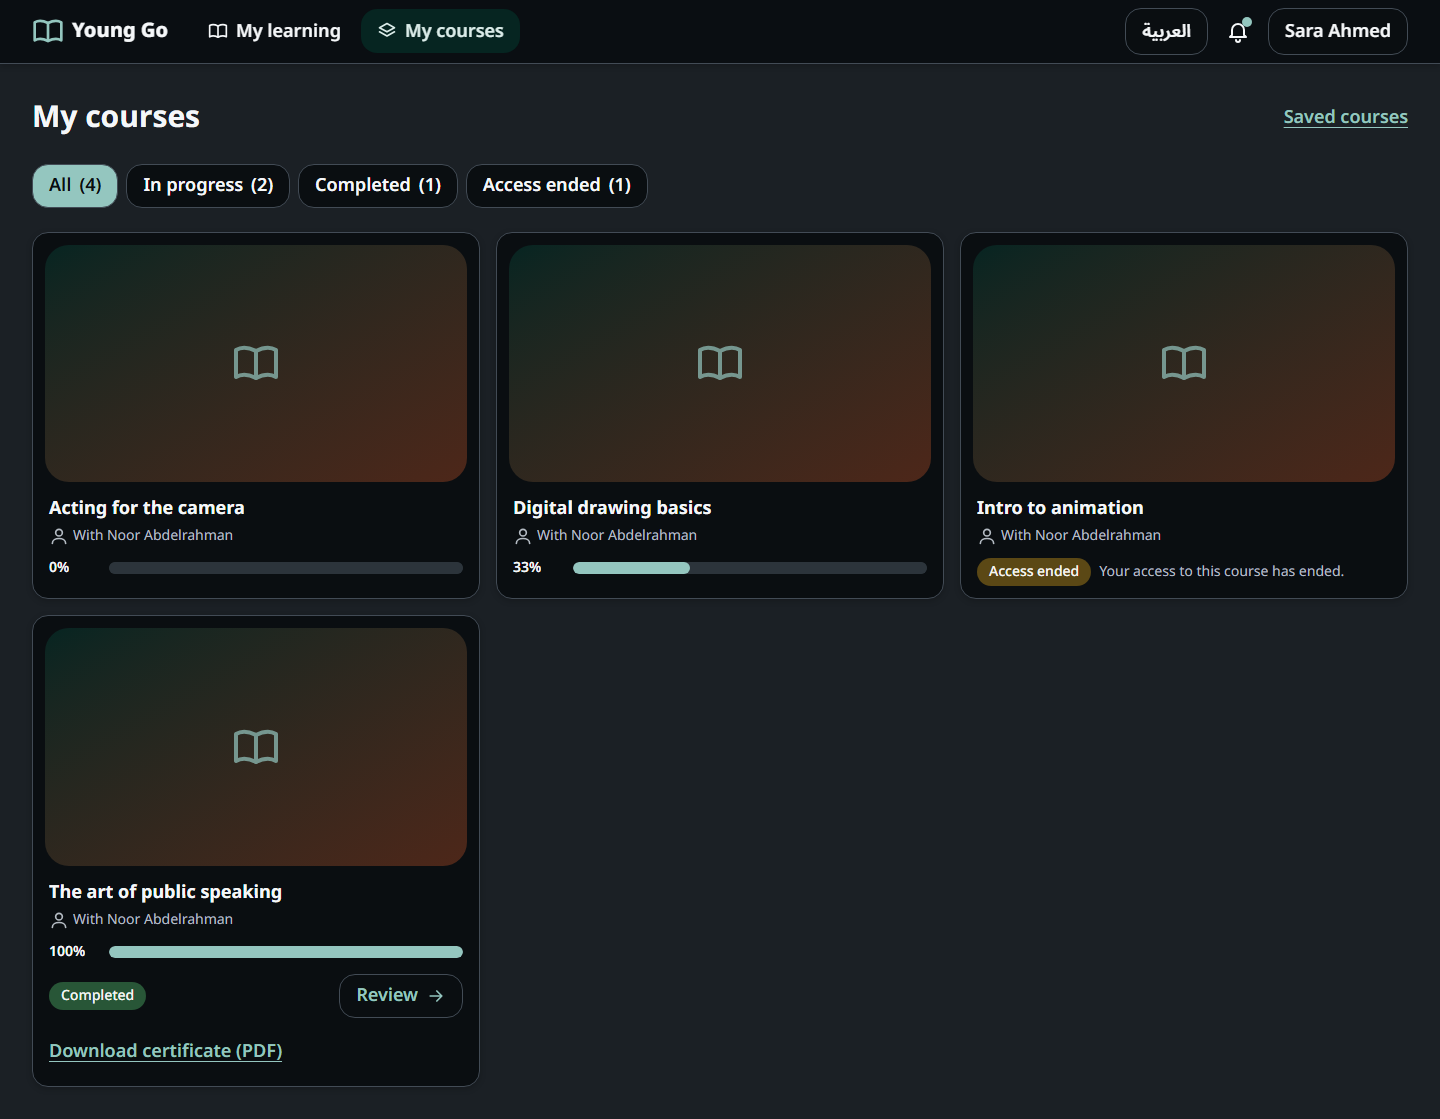 Young Go
My learning
My courses
العربية
Sara Ahmed
My courses
Saved courses
All (4)
In progress (2)
Completed (1)
Access ended (1)
Acting for the camera
With Noor Abdelrahman
0%
Digital drawing basics
With Noor Abdelrahman
33%
Intro to animation
With Noor Abdelrahman
Access ended Your access to this course has ended.
The art of public speaking
With Noor Abdelrahman
100%
Completed
Review
Download certificate (PDF)